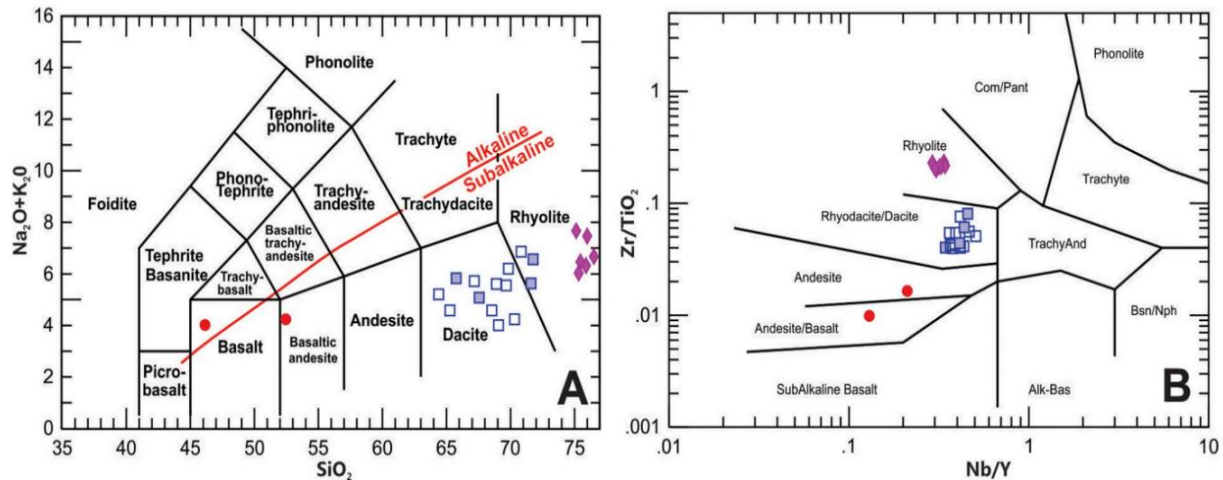 16
14
12
10
8
6
4
2
0
Na₂O+K₂0
35 40 45 50 55 60 65 70 75
SiO₂
Phonolite
Tephri-
phonolite
Trachyte
Alkaline
Subalkaline
Phono-
Tephrite
Trachy-
andesite
Foidite
Trachydacite
Rhyolite
Basaltic
trachy-
andesite
Tephrite
Basanite
Trachy-
basalt
Andesite
Dacite
Basalt
Basaltic
andesite
Picro-
basalt
A
1
0.1
0.01
.001
Zr/TiO₂
.01 .1 1 10
Nb/Y
Phonolite
Com/Pant
Rhyolite
Trachyte
Rhyodacite/Dacite
TrachyAnd
Andesite
Bsn/Nph
Andesite/Basalt
SubAlkaline Basalt
Alk-Bas
B